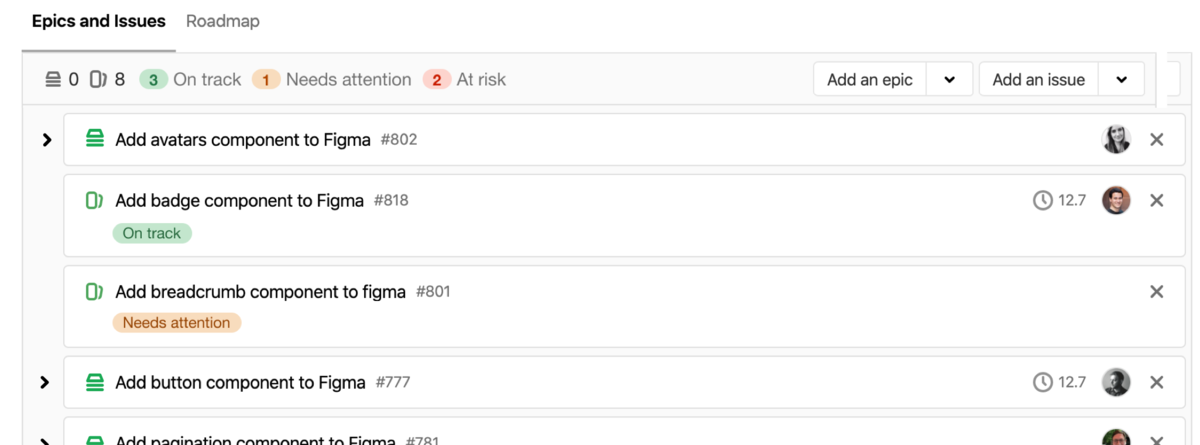 Epics and Issues Roadmap
0 8 3 On track 1 Needs attention 2 At risk Add an epic Add an issue
Add avatars component to Figma #802
Add badge component to Figma #818 12.7
On track
Add breadcrumb component to figma #801
Needs attention
Add button component to Figma #777 12.7
Add pagination component to Figma #781